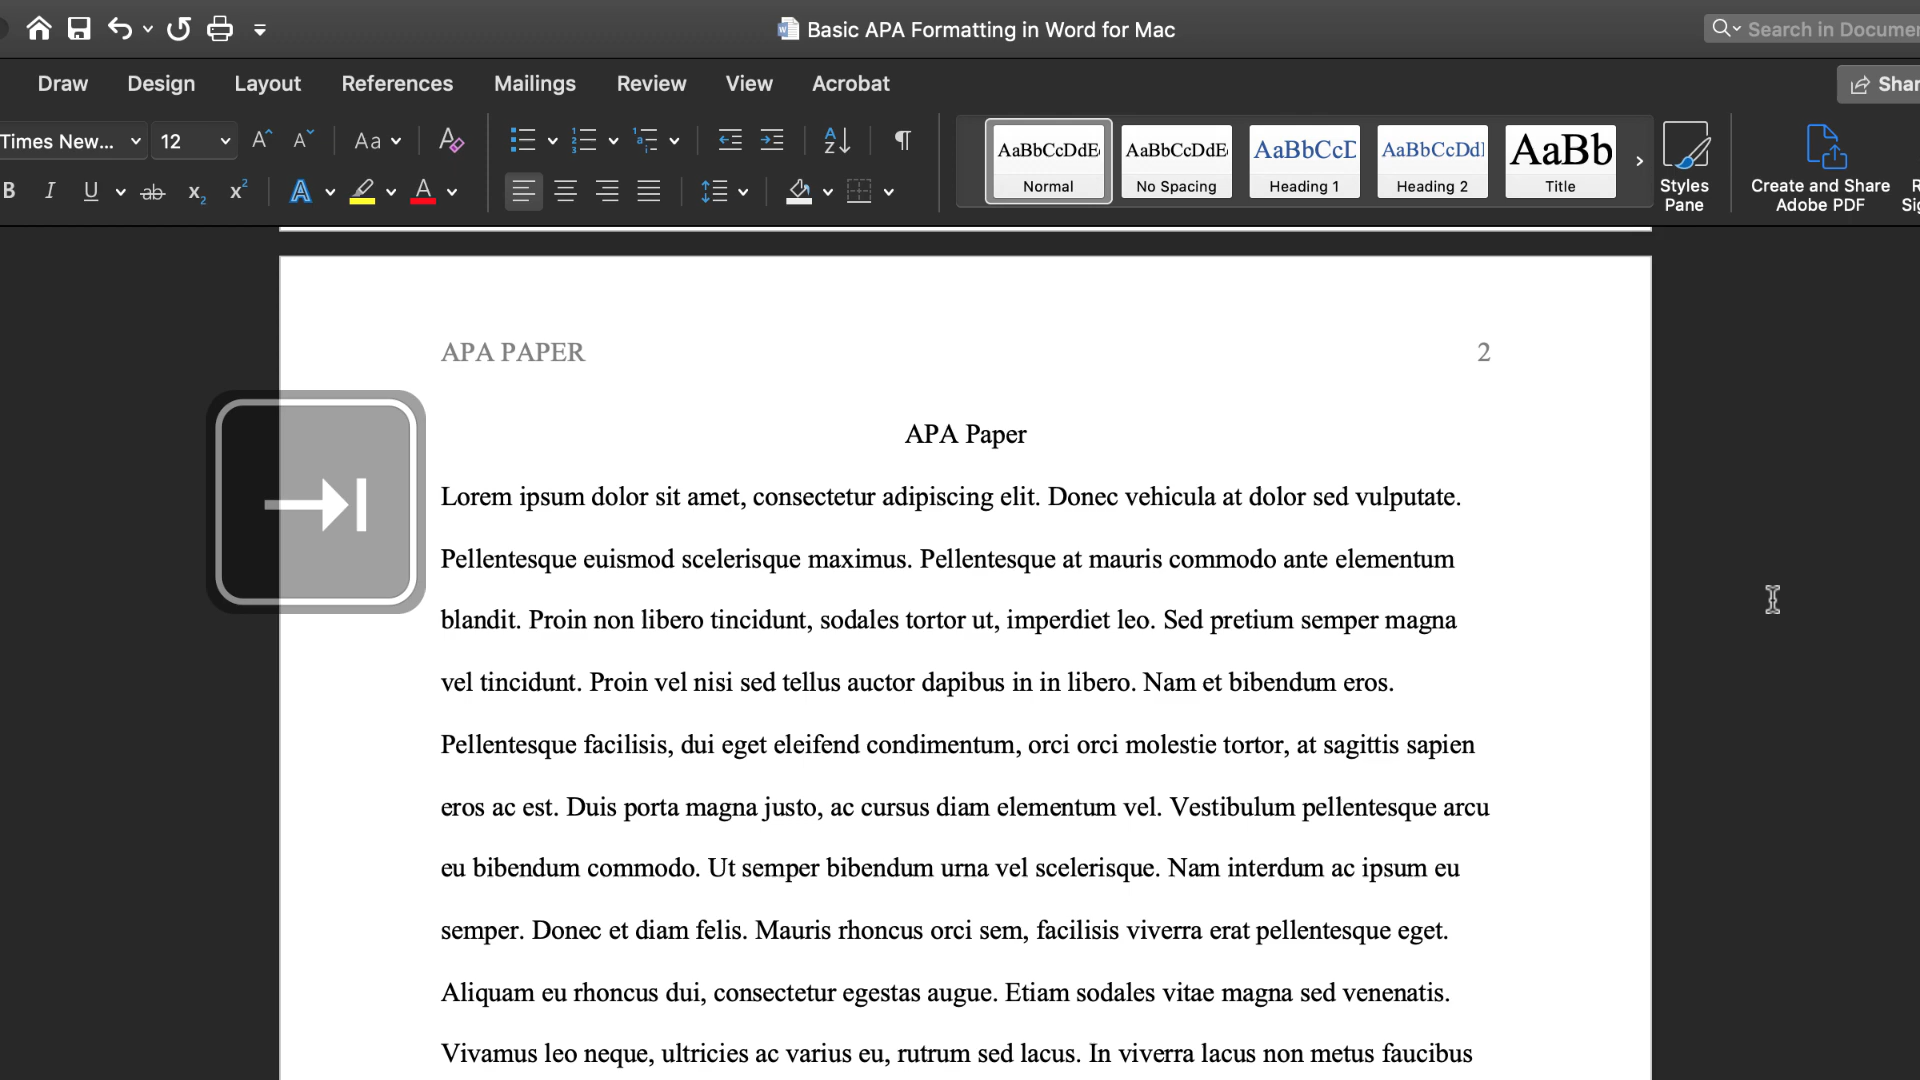 Basic APA Formatting in Word for Mac
Search in
Draw Design Layout References Mailings Review View Acrobat
Times New... 12 Aa
AaBbCcDdE AaBbCcDdE AaBbCcD AaBbCcDd AaBb
Normal No Spacing Heading 1 Heading 2 Title
Styles
Pane
Create and Share
Adobe PDF
APA PAPER 2
APA Paper
Lorem ipsum dolor sit amet, consectetur adipiscing elit. Donec vehicula at dolor sed vulputate.
Pellentesque euismod scelerisque maximus. Pellentesque at mauris commodo ante elementum
blandit. Proin non libero tincidunt, sodales tortor ut, imperdiet leo. Sed pretium semper magna
vel tincidunt. Proin vel nisi sed tellus auctor dapibus in in libero. Nam et bibendum eros.
Pellentesque facilisis, dui eget eleifend condimentum, orci orci molestie tortor, at sagittis sapien
eros ac est. Duis porta magna justo, ac cursus diam elementum vel. Vestibulum pellentesque arcu
eu bibendum commodo. Ut semper bibendum urna vel scelerisque. Nam interdum ac ipsum eu
semper. Donec et diam felis. Mauris rhoncus orci sem, facilisis viverra erat pellentesque eget.
Aliquam eu rhoncus dui, consectetur egestas augue. Etiam sodales vitae magna sed venenatis.
Vivamus leo neque, ultricies ac varius eu, rutrum sed lacus. In viverra lacus non metus faucibus